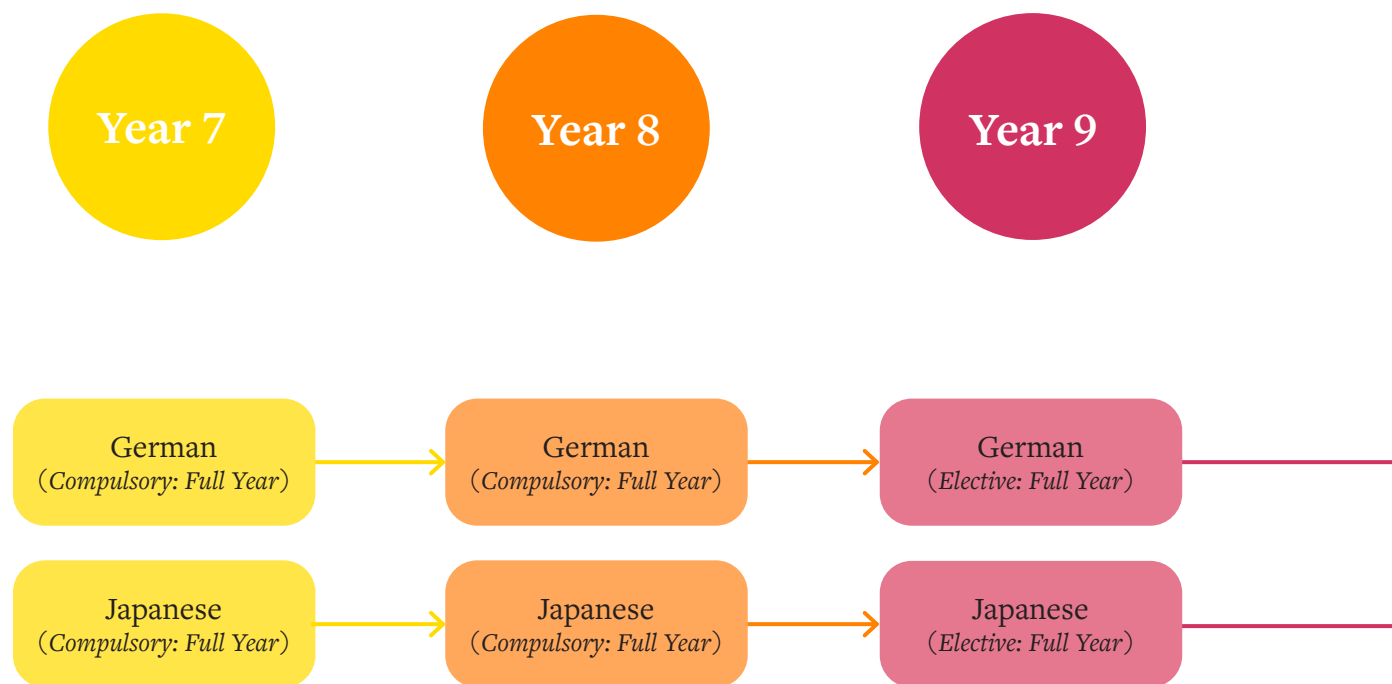 Year 7
Year 8
Year 9
German
(Compulsory: Full Year)
German
(Compulsory: Full Year)
German
(Elective: Full Year)
Japanese
(Compulsory: Full Year)
Japanese
(Compulsory: Full Year)
Japanese
(Elective: Full Year)